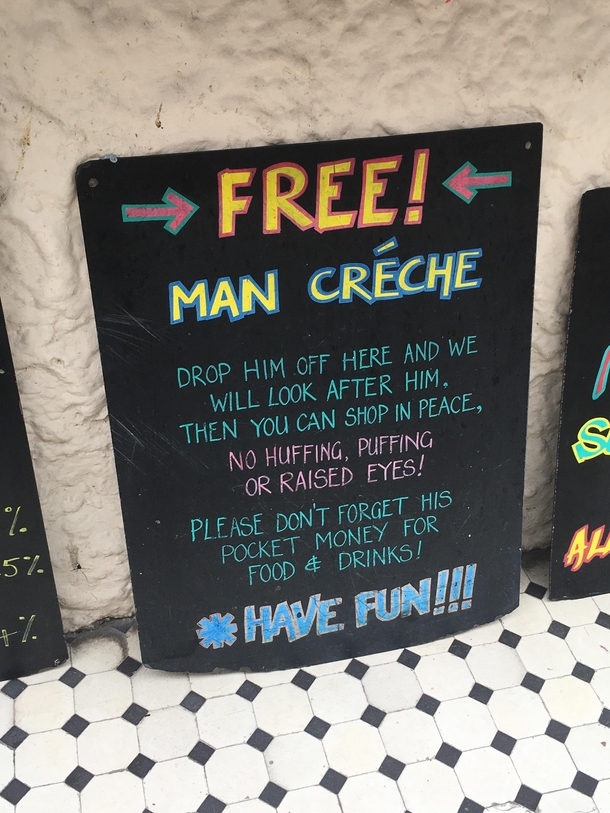 FREE!
MAN CRÉCHE
DROP HIM OFF HERE AND WE
WILL LOOK AFTER HIM.
THEN YOU CAN SHOP IN PEACE,
NO HUFFING, PUFFING
OR RAISED EYES!
PLEASE DON'T FORGET HIS
POCKET MONEY FOR
FOOD & DRINKS!
*HAVE FUN!!!
%
5%
%